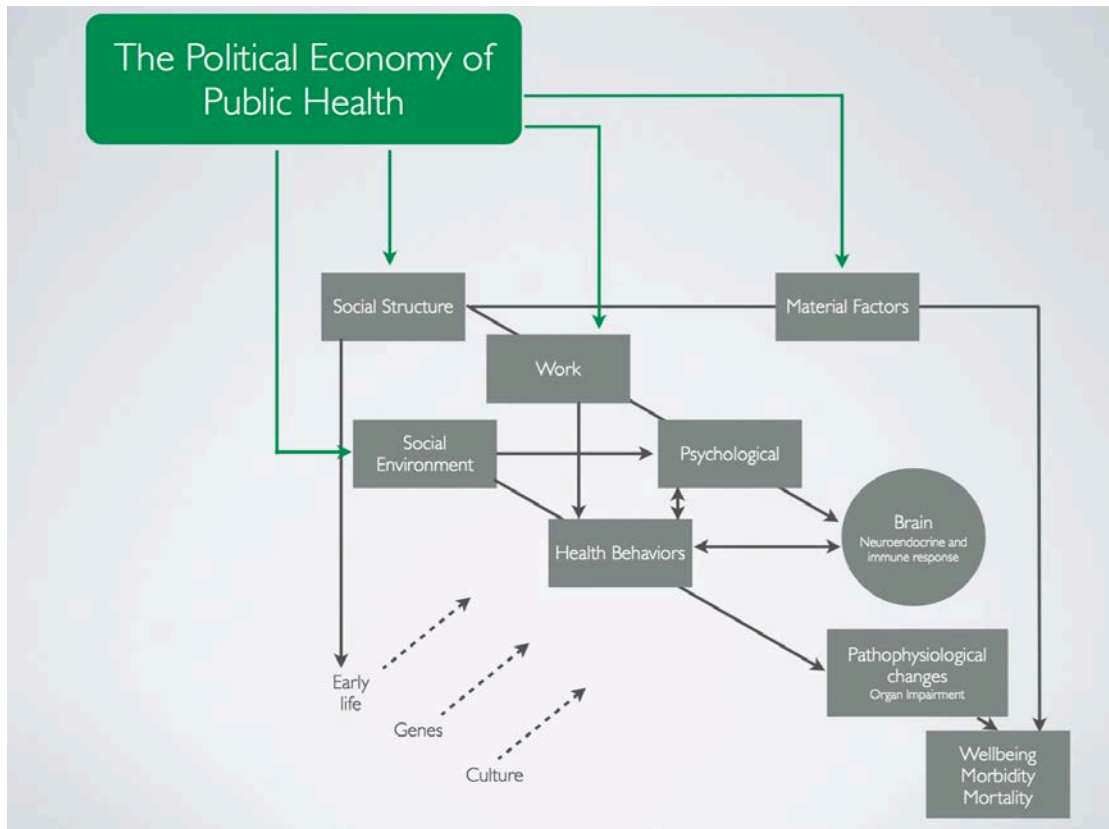 The Political Economy of
Public Health
Social Structure
Material Factors
Work
Social
Environment
Psychological
Brain
Neuroendocrine and
immune response
Health Behaviors
Pathophysiological
changes
Organ Impairment
Early
life
Genes
Culture
Wellbeing
Morbidity
Mortality